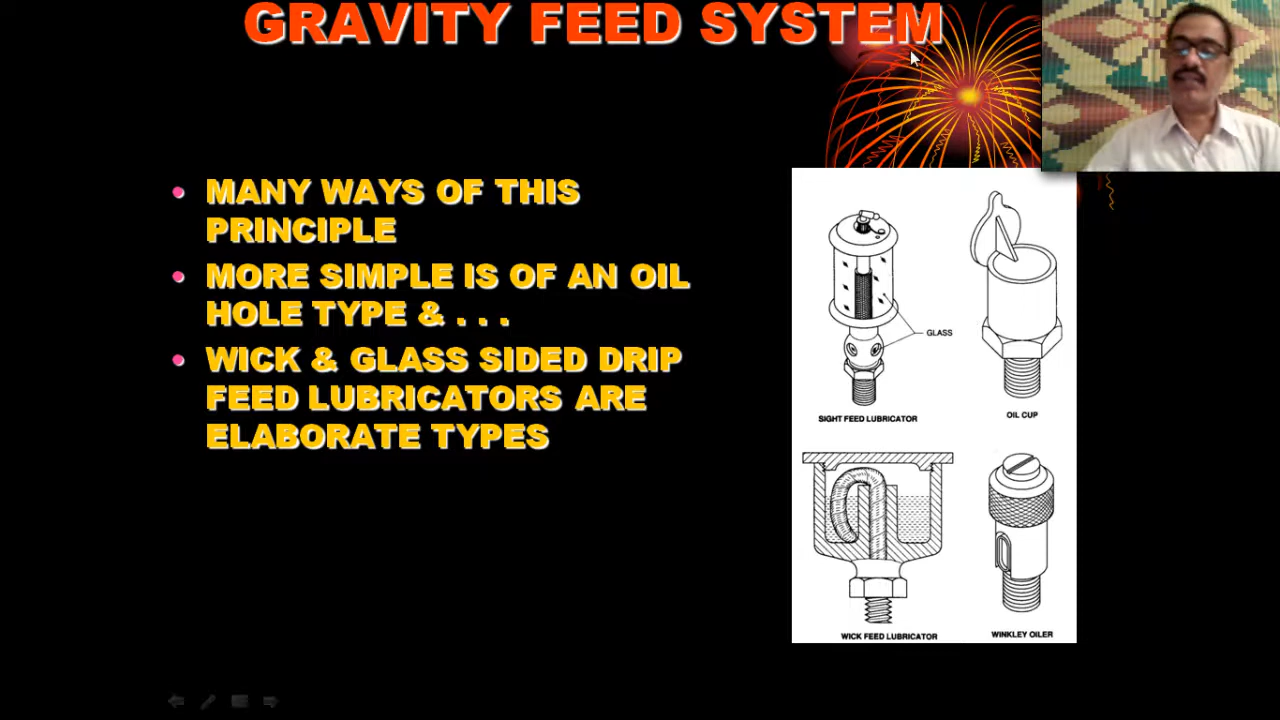 GRAVITY FEED SYSTEM
• MANY WAYS OF THIS
PRINCIPLE
• MORE SIMPLE IS OF AN OIL
HOLE TYPE & . . .
• WICK & GLASS SIDED DRIP
FEED LUBRICATORS ARE
ELABORATE TYPES
GLASS
SIGHT FEED LUBRICATOR
OIL CUP
WICK FEED LUBRICATOR
WINKLEY OILER